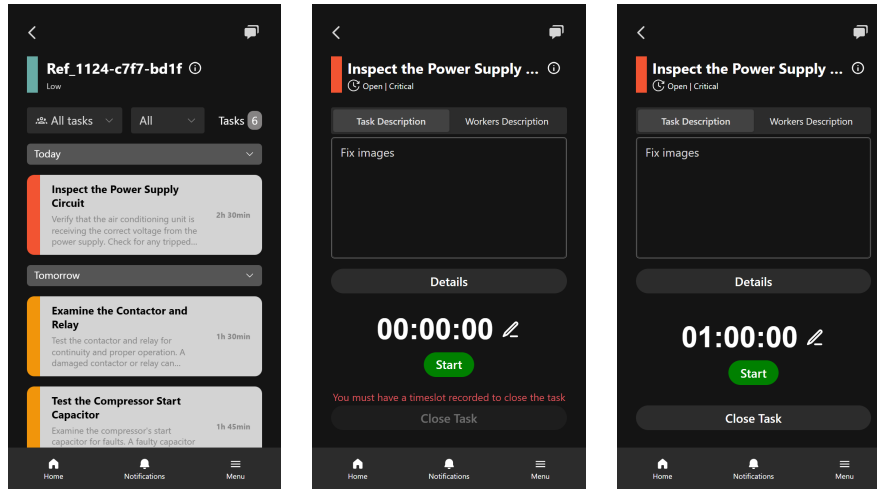 Ref_1124-c7f7-bd1f
Low
All tasks
All
Tasks 6
Today
Inspect the Power Supply
Circuit
Verify that the air conditioning unit is
receiving the correct voltage from the
power supply. Check for any tripped...
2h 30min
Tomorrow
Examine the Contactor and
Relay
Test the contactor and relay for
continuity and proper operation. A
damaged contactor or relay can...
1h 30min
Test the Compressor Start
Capacitor
Examine the compressor's start
capacitor for faults. A faulty capacitor
1h 45min
Home
Notifications
Menu
Inspect the Power Supply ...
Open | Critical
Task Description
Workers Description
Fix images
Details
00:00:00
Start
You must have a timeslot recorded to close the task
Close Task
Home
Notifications
Menu
Inspect the Power Supply ...
Open | Critical
Task Description
Workers Description
Fix images
Details
01:00:00
Start
Close Task
Home
Notifications
Menu